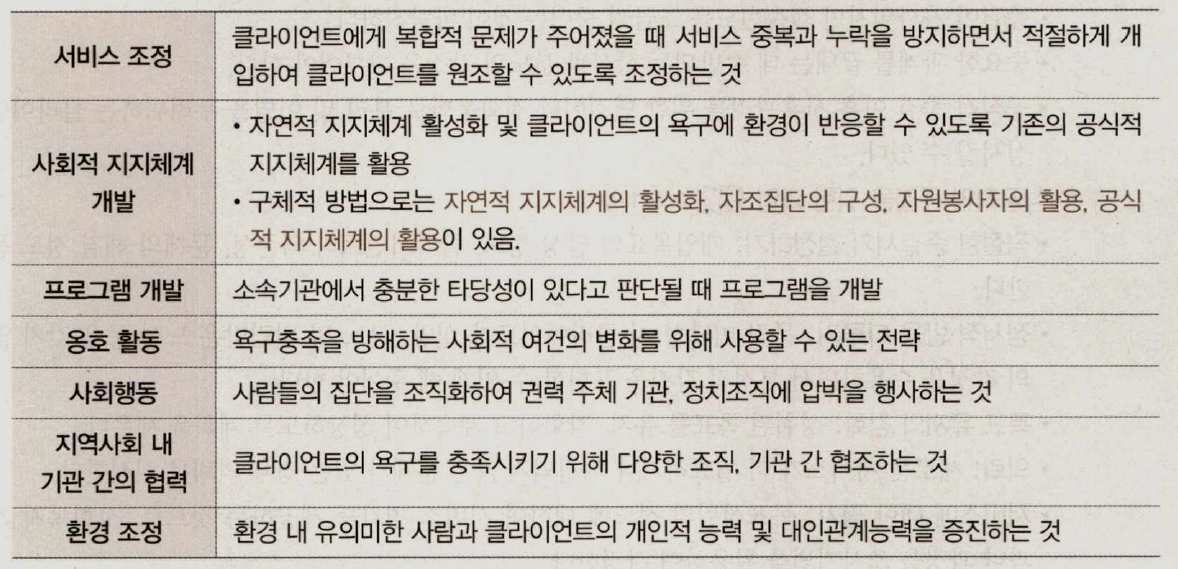 서비스 조정
클라이언트에게 복합적 문제가 주어졌을 때 서비스 중복과 누락을 방지하면서 적절하게 개
입하여 클라이언트를 원조할 수 있도록 조정하는 것
사회적 지지체계
개발
• 자연적 지지체계 활성화 및 클라이언트의 욕구에 환경이 반응할 수 있도록 기존의 공식적
지지체계를 활용
• 구체적 방법으로는 자연적 지지체계의 활성화, 자조집단의 구성, 자원봉사자의 활용, 공식
적 지지체계의 활용이 있음.
프로그램 개발
소속기관에서 충분한 타당성이 있다고 판단될 때 프로그램을 개발
옹호 활동
욕구충족을 방해하는 사회적 여건의 변화를 위해 사용할 수 있는 전략
사회행동
사람들의 집단을 조직화하여 권력 주체 기관, 정치조직에 압박을 행사하는 것
지역사회 내
기관 간의 협력
클라이언트의 욕구를 충족시키기 위해 다양한 조직, 기관 간 협조하는 것
환경 조정
환경 내 유의미한 사람과 클라이언트의 개인적 능력 및 대인관계능력을 증진하는 것